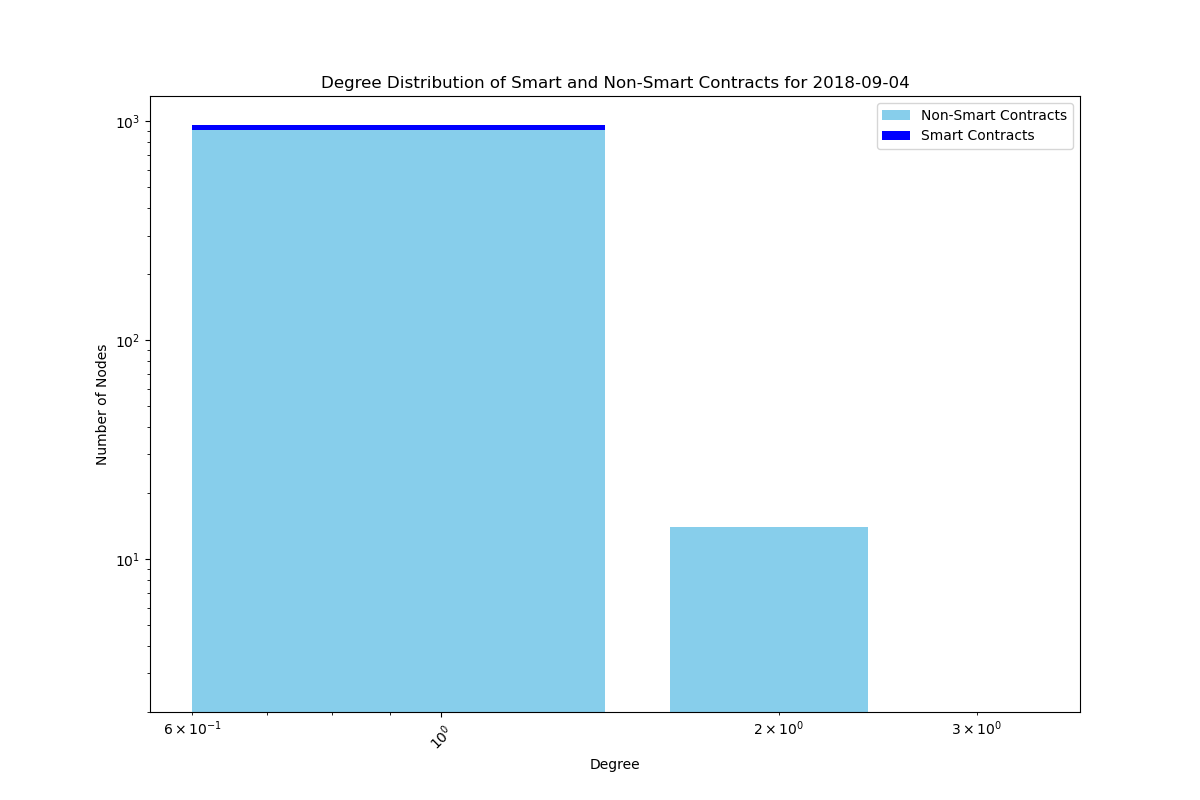 Degree Distribution of Smart and Non-Smart Contracts for 2018-09-04
Non-Smart Contracts
Smart Contracts
Number of Nodes
10³
10²
10¹
6 × 10⁻¹
10⁰
2 × 10⁰
3 × 10⁰
Degree